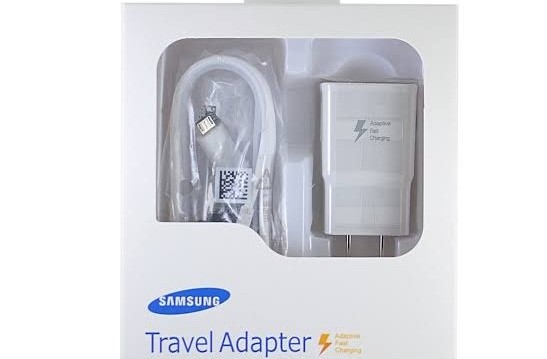 Adaptive
Fast
Charging
SAMSUNG
Travel Adapter
Adaptive
Fast
Charging